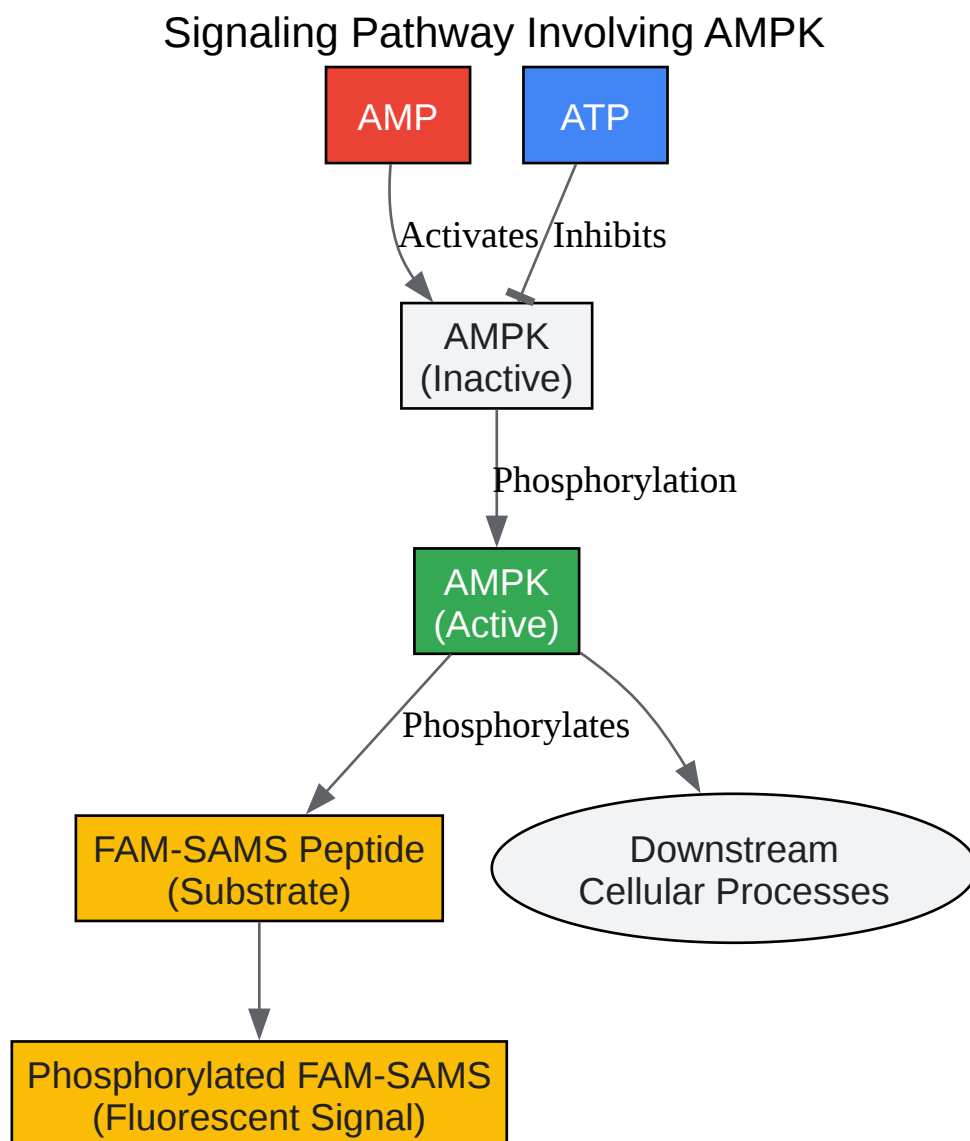 Signaling Pathway Involving AMPK
AMP
ATP
Activates
Inhibits
AMPK
(Inactive)
Phosphorylation
AMPK
(Active)
Phosphorylates
FAM-SAMS Peptide
(Substrate)
Downstream
Cellular Processes
Phosphorylated FAM-SAMS
(Fluorescent Signal)